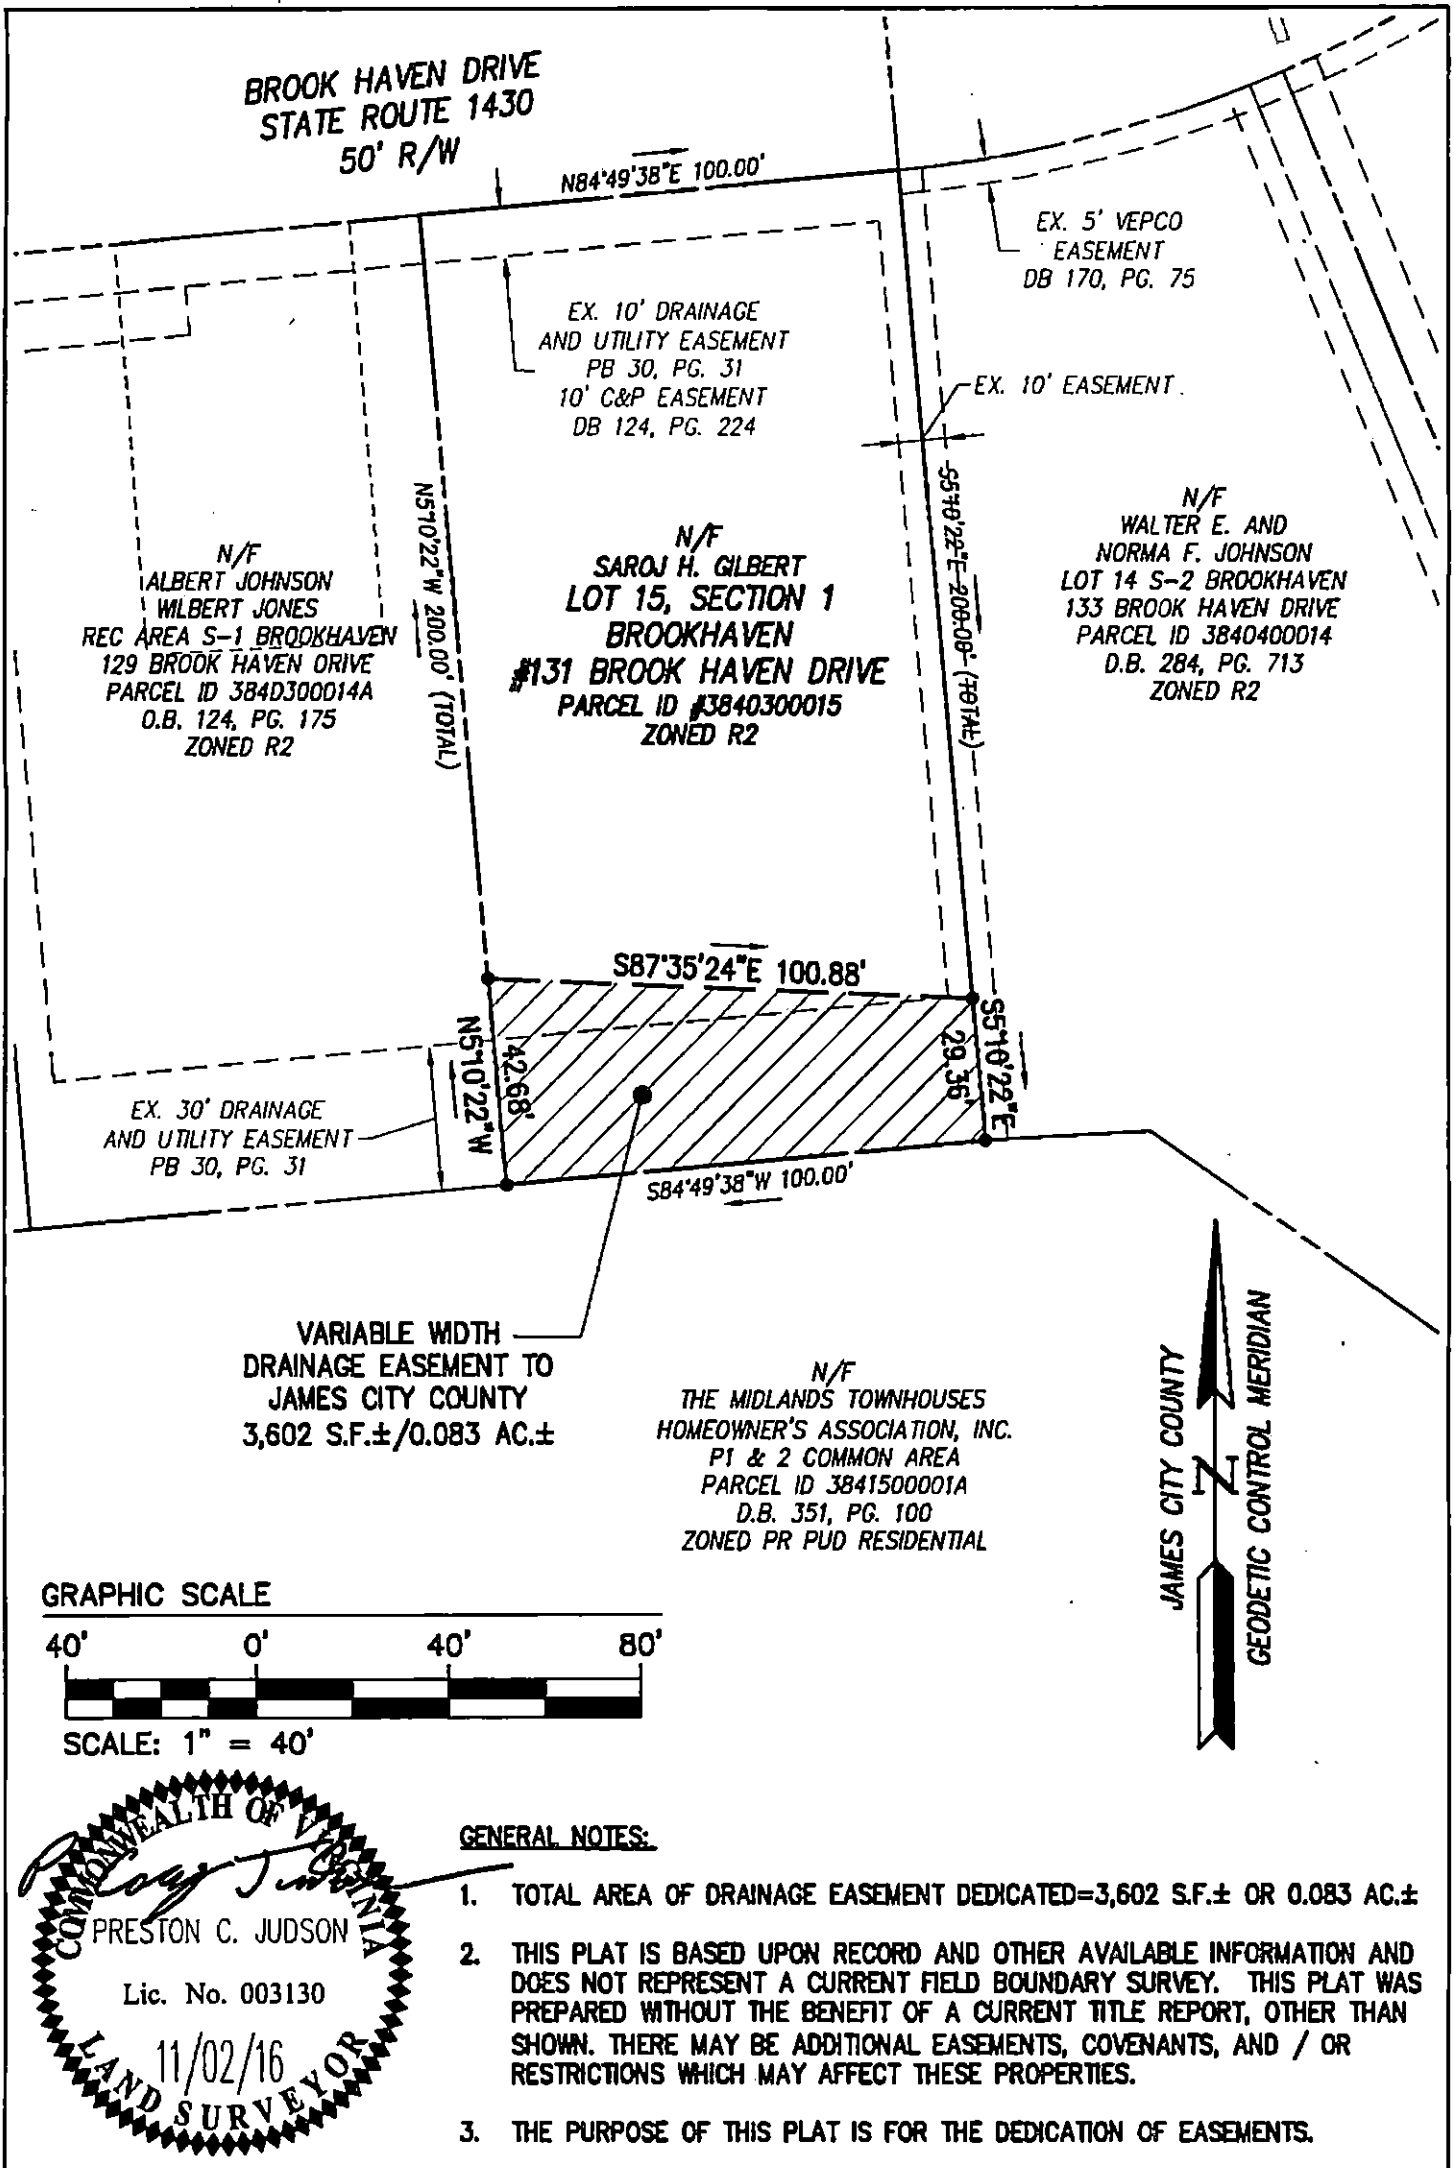 BROOK HAVEN DRIVE
STATE ROUTE 1430
50' R/W
N84°49'38"E 100.00'
EX. 5' VEPCO
EASEMENT
DB 170, PG. 75
EX. 10' DRAINAGE
AND UTILITY EASEMENT
PB 30, PG. 31
10' C&P EASEMENT
DB 124, PG. 224
EX. 10' EASEMENT
N5°10'22"W 200.00' (TOTAL)
S5°10'22"E 200.00' (TOTAL)
N/F
ALBERT JOHNSON
WILBERT JONES
REC AREA S-1 BROOKHAVEN
129 BROOK HAVEN DRIVE
PARCEL ID 384D300014A
D.B. 124, PG. 175
ZONED R2
N/F
SAROJ H. GILBERT
LOT 15, SECTION 1
BROOKHAVEN
#131 BROOK HAVEN DRIVE
PARCEL ID #3840300015
ZONED R2
N/F
WALTER E. AND
NORMA F. JOHNSON
LOT 14 S-2 BROOKHAVEN
133 BROOK HAVEN DRIVE
PARCEL ID 3840400014
D.B. 284, PG. 713
ZONED R2
S87°35'24"E 100.88'
N5°10'22"W
42.68'
S5°10'22"E
29.36'
EX. 30' DRAINAGE
AND UTILITY EASEMENT
PB 30, PG. 31
S84°49'38"W 100.00'
VARIABLE WIDTH
DRAINAGE EASEMENT TO
JAMES CITY COUNTY
3,602 S.F.±/0.083 AC.±
N/F
THE MIDLANDS TOWNHOUSES
HOMEOWNER'S ASSOCIATION, INC.
P1 & 2 COMMON AREA
PARCEL ID 3841500001A
D.B. 351, PG. 100
ZONED PR PUD RESIDENTIAL
JAMES CITY COUNTY
N
GEODETIC CONTROL MERIDIAN
GRAPHIC SCALE
40' 0' 40' 80'
SCALE: 1" = 40'
COMMONWEALTH OF VIRGINIA
PRESTON C. JUDSON
Lic. No. 003130
11/02/16
LAND SURVEYOR
GENERAL NOTES:
1. TOTAL AREA OF DRAINAGE EASEMENT DEDICATED=3,602 S.F.± OR 0.083 AC.±
2. THIS PLAT IS BASED UPON RECORD AND OTHER AVAILABLE INFORMATION AND
DOES NOT REPRESENT A CURRENT FIELD BOUNDARY SURVEY. THIS PLAT WAS
PREPARED WITHOUT THE BENEFIT OF A CURRENT TITLE REPORT, OTHER THAN
SHOWN. THERE MAY BE ADDITIONAL EASEMENTS, COVENANTS, AND / OR
RESTRICTIONS WHICH MAY AFFECT THESE PROPERTIES.
3. THE PURPOSE OF THIS PLAT IS FOR THE DEDICATION OF EASEMENTS.